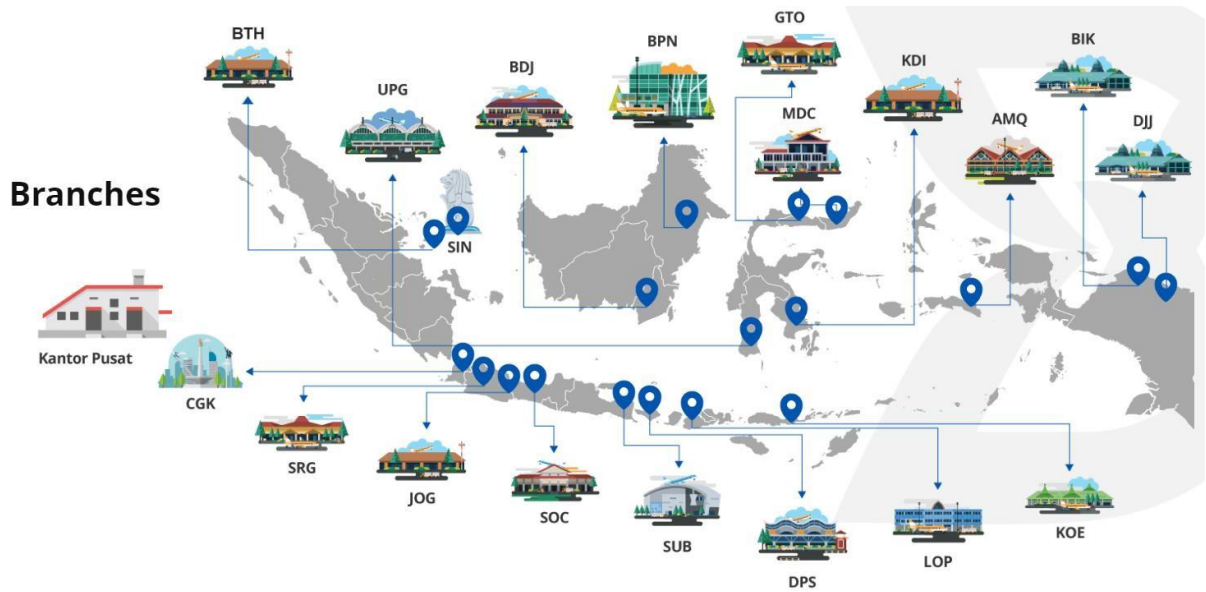 GTO
BTH
BPN
BIK
KDI
BDJ
UPG
MDC
AMQ
DJJ
Branches
SIN
Kantor Pusat
CGK
SRG
JOG
SOC
SUB
DPS
LOP
KOE